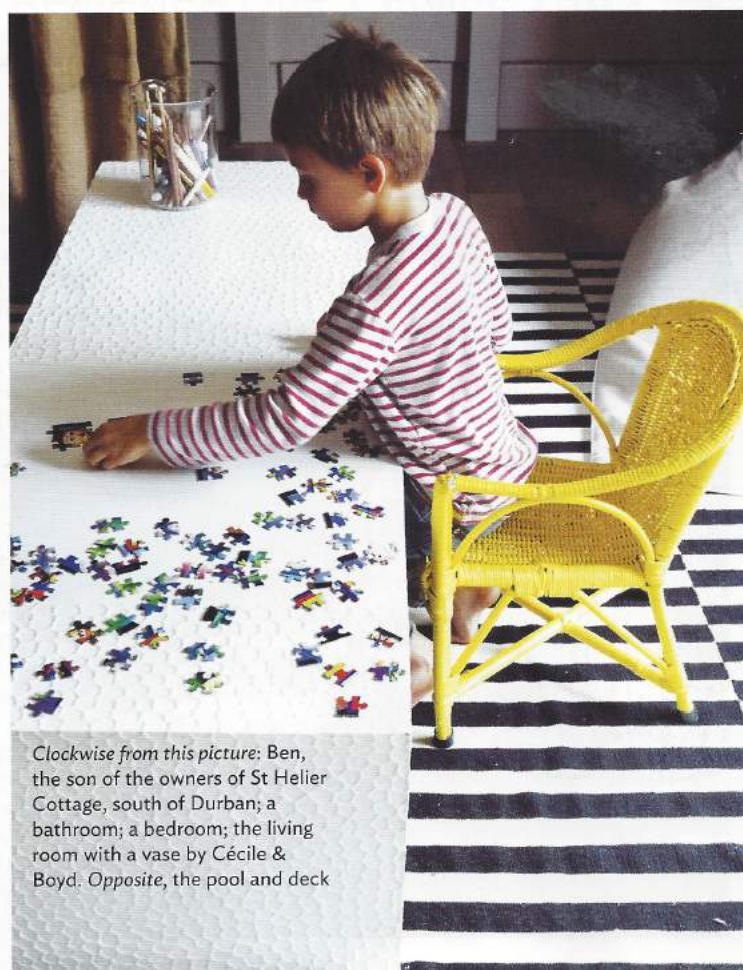 Clockwise from this picture: Ben,
the son of the owners of St Helier
Cottage, south of Durban; a
bathroom; a bedroom; the living
room with a vase by Cécile &
Boyd. Opposite, the pool and deck